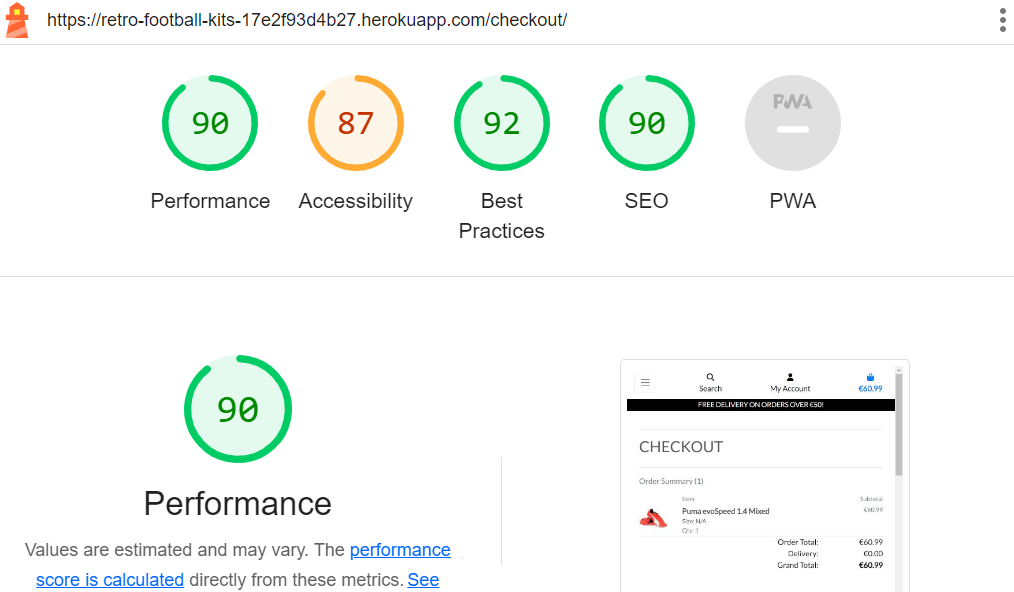 https://retro-football-kits-17e2f93d4b27.herokuapp.com/checkout/
90 87 92 90 PWA
Performance Accessibility Best Practices SEO PWA
90
Performance
Values are estimated and may vary. The performance
score is calculated directly from these metrics. See
Search My Account €60.99
FREE DELIVERY ON ORDERS OVER €50!
CHECKOUT
Order Summary (1)
Item Subtotal
Puma evoSpeed 1.4 Mixed €60.99
Size: N/A
Qty: 1
Order Total: €60.99
Delivery: €0.00
Grand Total: €60.99